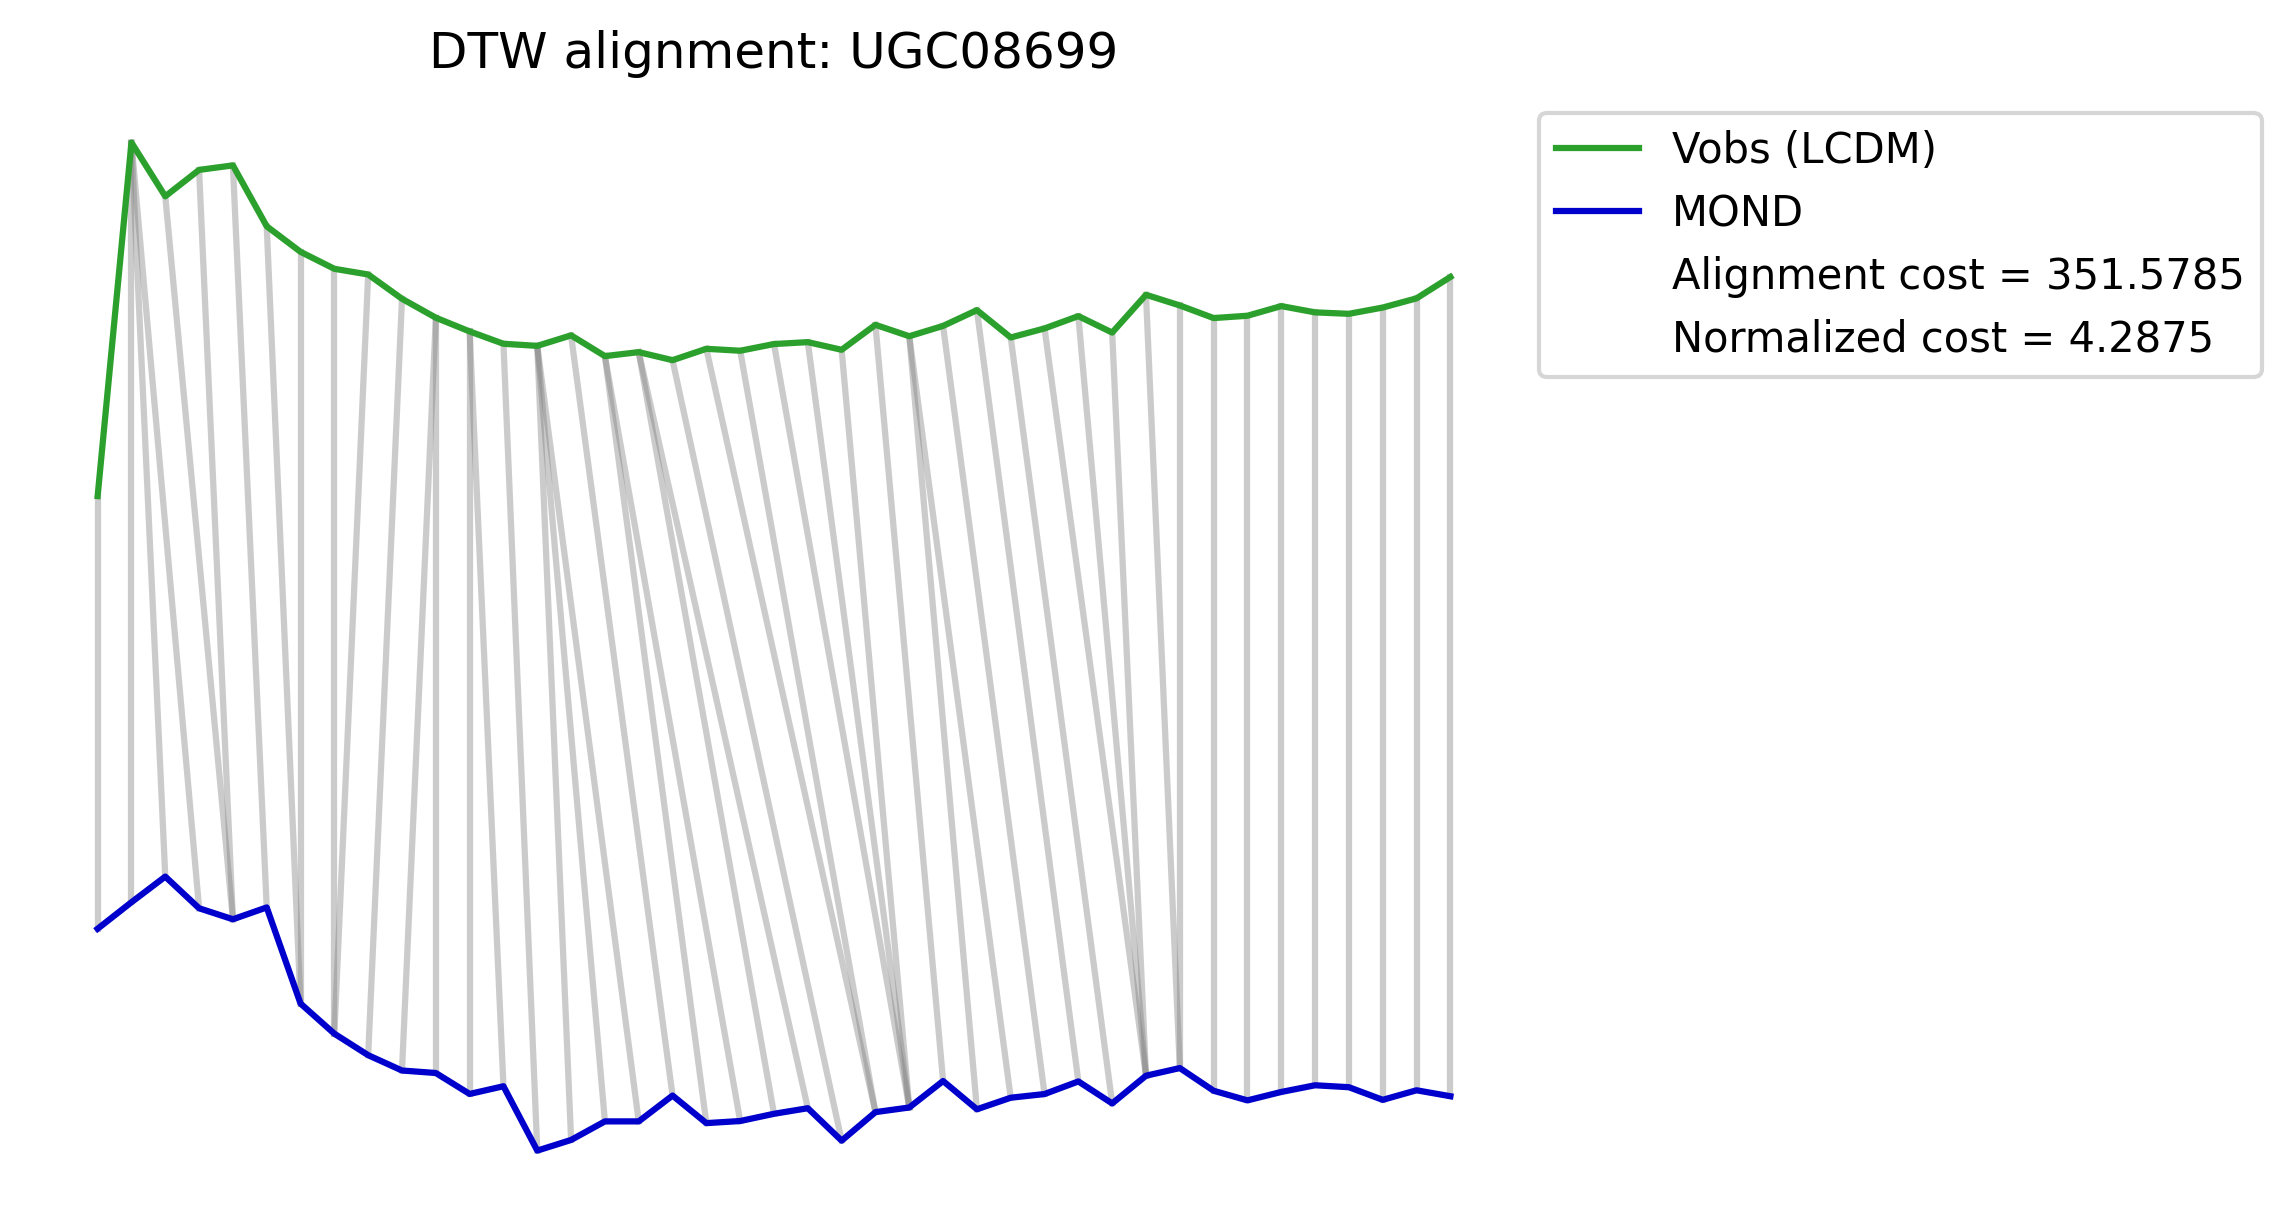 DTW alignment: UGC08699
Vobs (LCDM)
MOND
Alignment cost = 351.5785
Normalized cost = 4.2875